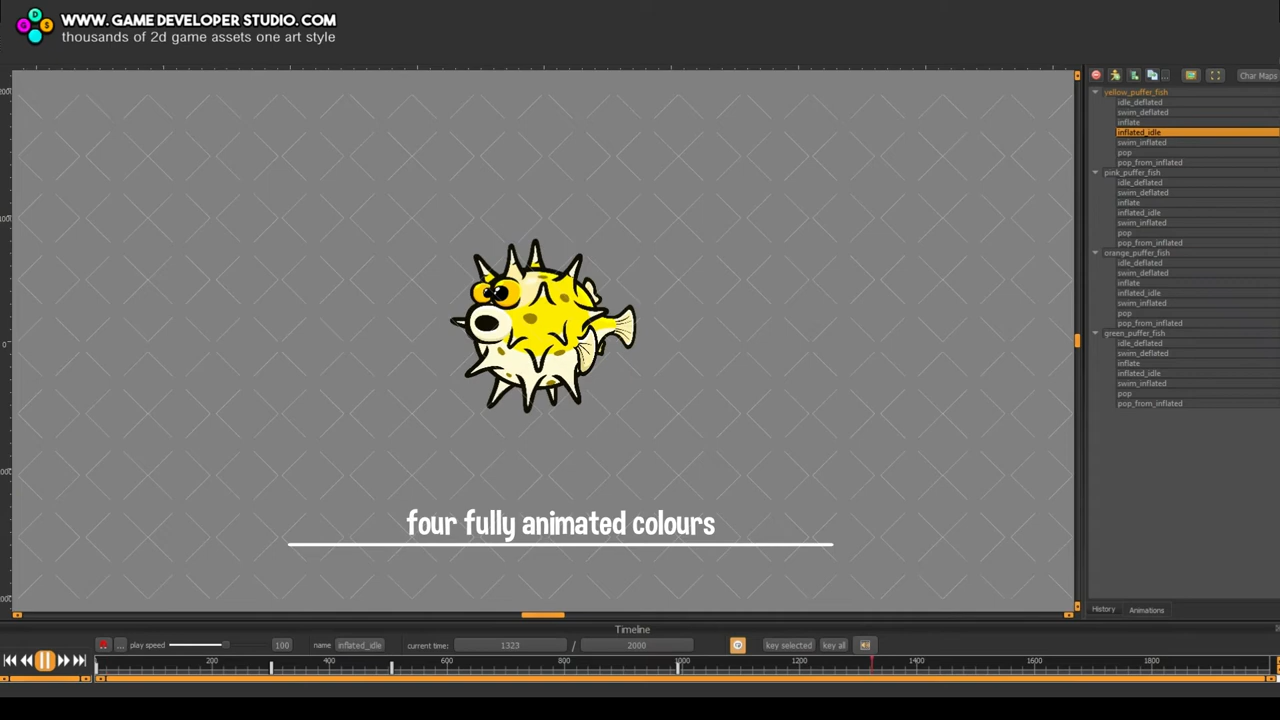 WWW. GAME DEVELOPER STUDIO. COM
thousands of 2d game assets one art style
G D S
Char Maps
yellow_puffer_fish
idle_deflated
swim_deflated
inflate
inflated_idle
swim_inflated
pop
pop_from_inflated
pink_puffer_fish
idle_deflated
swim_deflated
inflate
inflated_idle
swim_inflated
pop
pop_from_inflated
orange_puffer_fish
idle_deflated
swim_deflated
inflate
inflated_idle
swim_inflated
pop
pop_from_inflated
green_puffer_fish
idle_deflated
swim_deflated
inflate
inflated_idle
swim_inflated
pop
pop_from_inflated
four fully animated colours
History Animations
Timeline
play speed 100 name inflated_idle current time: 1323 / 2000 key selected key all
200 400 600 800 1000 1200 1400 1600 1800